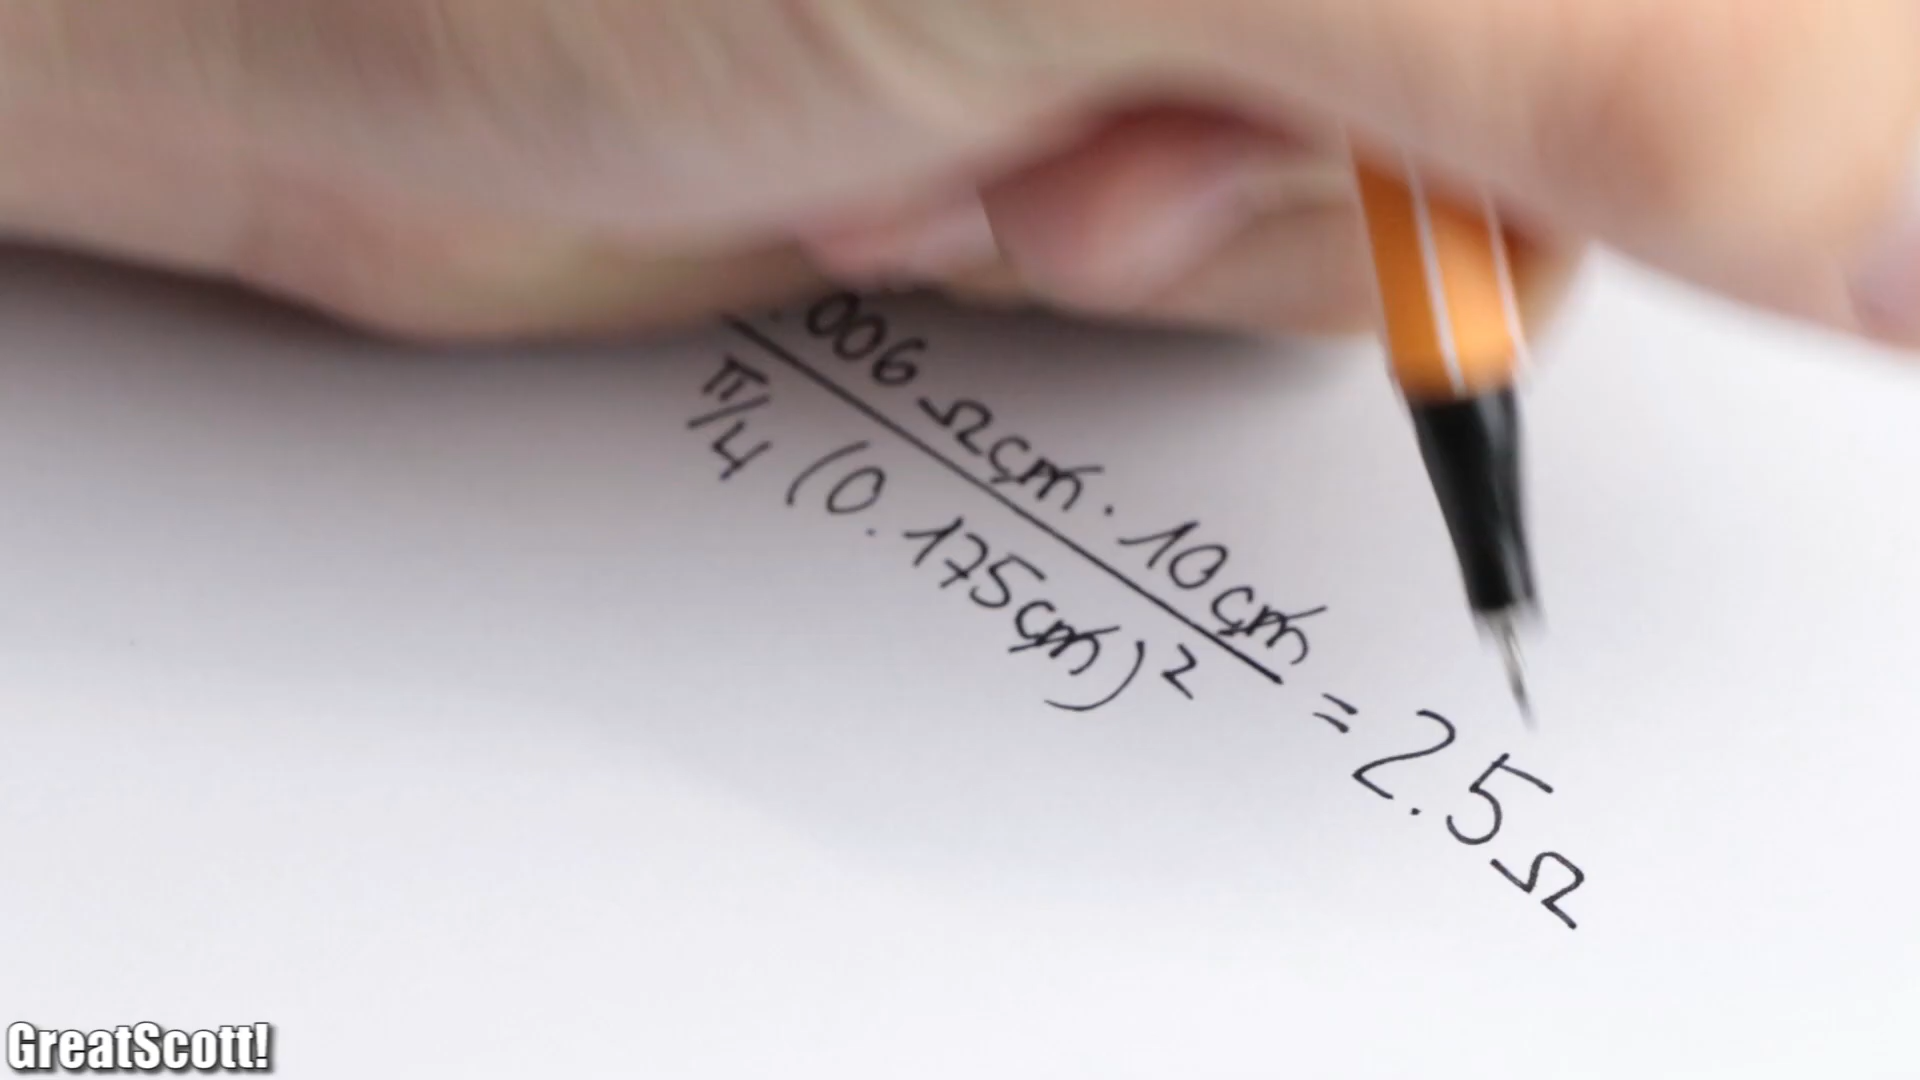 .006 Ωcm · 10cm = 2.5Ω
π/4 (0.175cm)²
GreatScott!